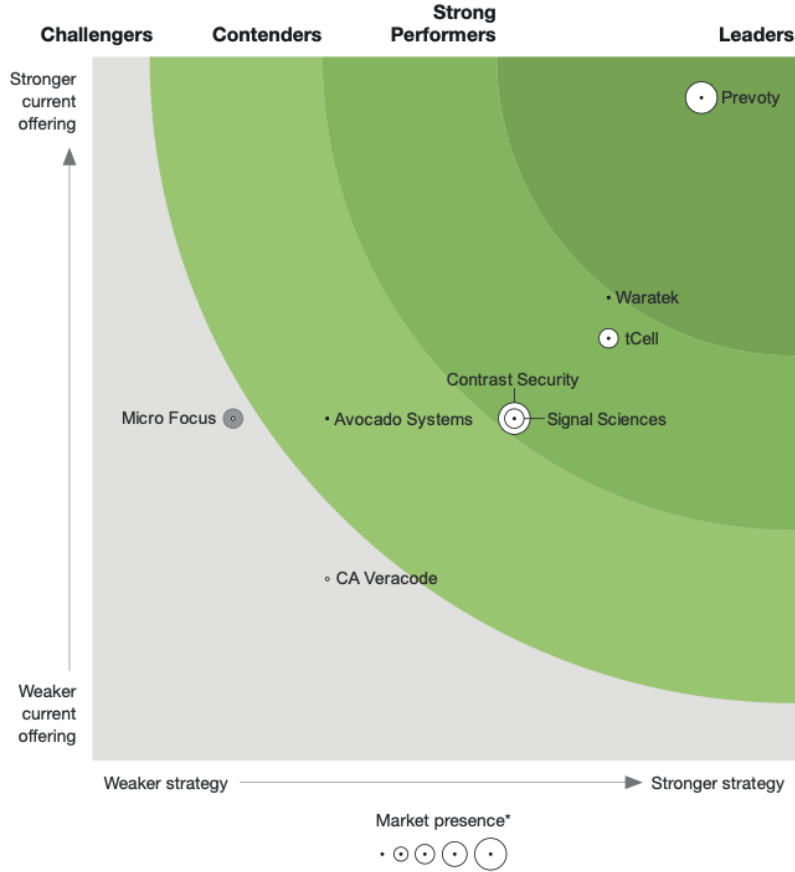 Challengers
Contenders
Strong
Performers
Leaders
Stronger
current
offering
Prevoty
Waratek
tCell
Contrast Security
Micro Focus
Avocado Systems
Signal Sciences
CA Veracode
Weaker
current
offering
Weaker strategy
Stronger strategy
Market presence*